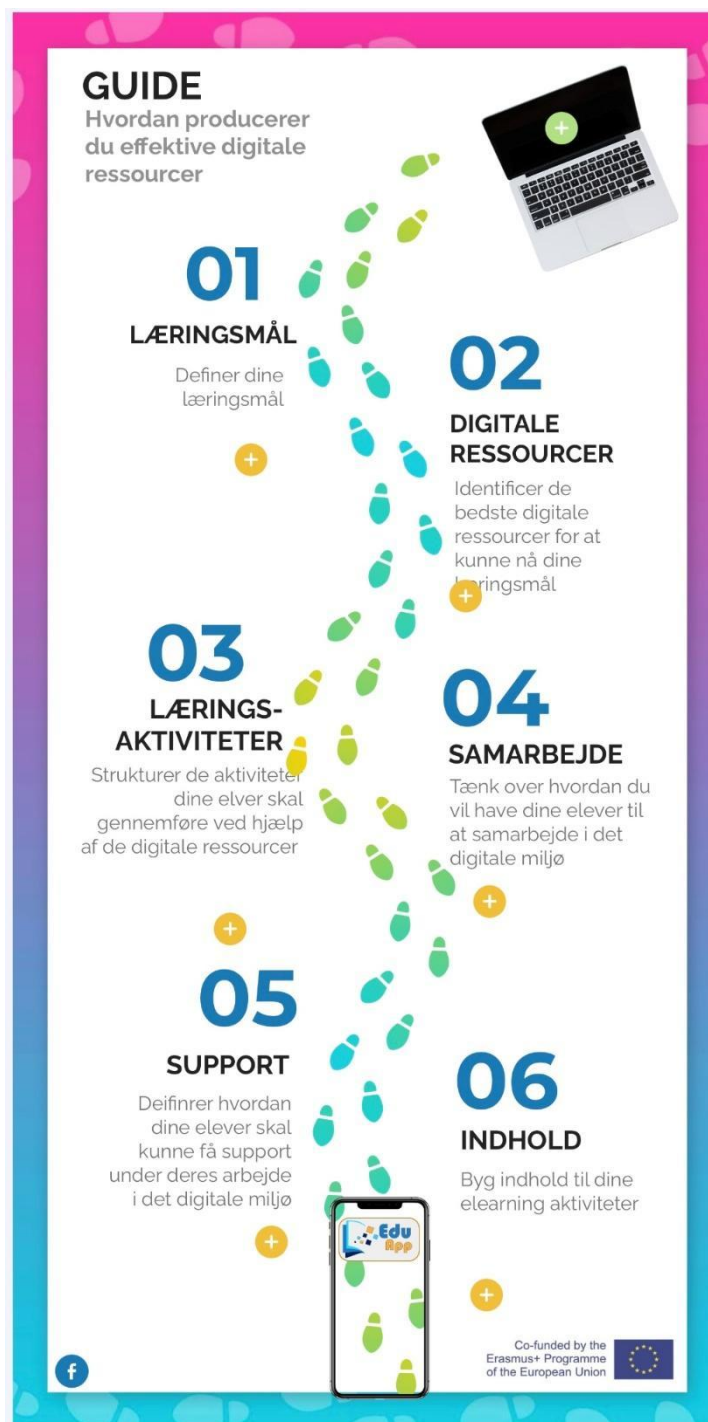 GUIDE
Hvordan producerer
du effektive digitale
ressourcer
01
LÆRINGSMÅL
Definer dine
læringsmål
02
DIGITALE
RESSOURCER
Identificer de
bedste digitale
ressourcer for at
kunne nå dine
læringsmål
03
LÆRINGS-
AKTIVITETER
Strukturer de aktiviteter
dine elver skal
gennemføre ved hjælp
af de digitale ressourcer
04
SAMARBEJDE
Tænk over hvordan du
vil have dine elever til
at samarbejde i det
digitale miljø
05
SUPPORT
Deifinrer hvordan
dine elever skal
kunne få support
under deres arbejde
i det digitale miljø
06
INDHOLD
Byg indhold til dine
elearning aktiviteter
Edu
App
Co-funded by the
Erasmus+ Programme
of the European Union